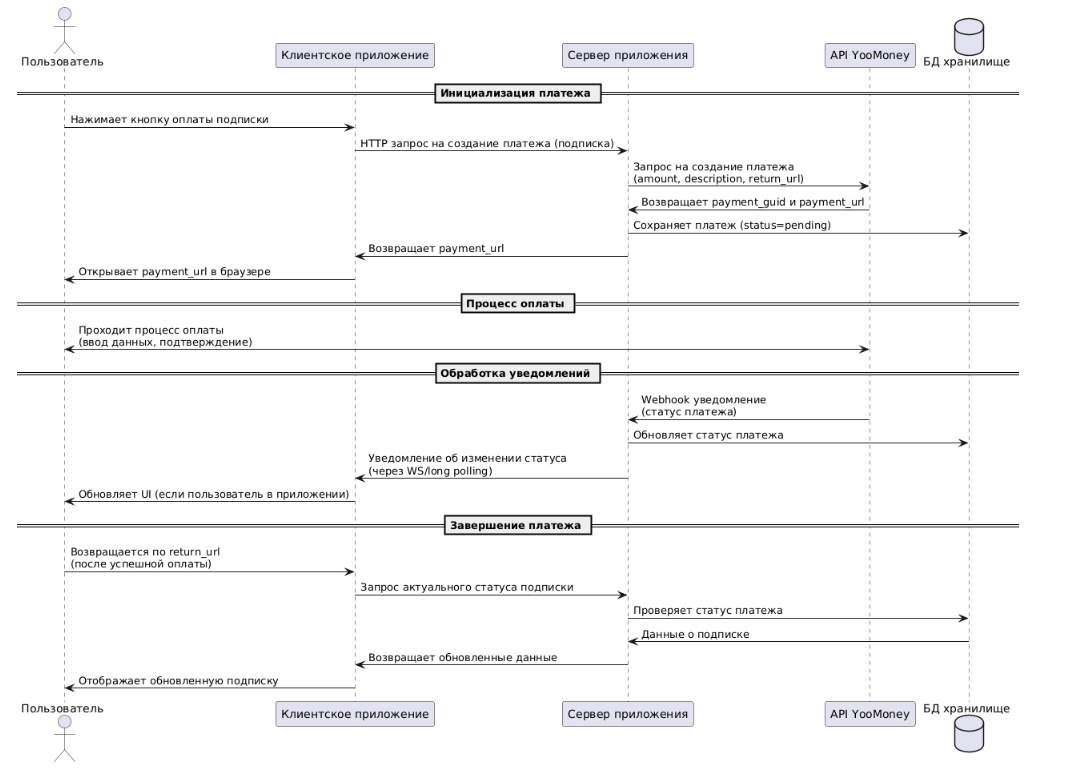 Пользователь
Клиентское приложение
Сервер приложения
API YooMoney
БД хранилище
Инициализация платежа
Нажимает кнопку оплаты подписки
HTTP запрос на создание платежа (подписка)
Запрос на создание платежа
(amount, description, return_url)
Возвращает payment_guid и payment_url
Сохраняет платеж (status=pending)
Возвращает payment_url
Открывает payment_url в браузере
Процесс оплаты
Проходит процесс оплаты
(ввод данных, подтверждение)
Обработка уведомлений
Webhook уведомление
(статус платежа)
Обновляет статус платежа
Уведомление об изменении статуса
(через WS/long polling)
Обновляет UI (если пользователь в приложении)
Завершение платежа
Возвращается по return_url
(после успешной оплаты)
Запрос актуального статуса подписки
Проверяет статус платежа
Данные о подписке
Возвращает обновленные данные
Отображает обновленную подписку
Пользователь
Клиентское приложение
Сервер приложения
API YooMoney
БД хранилище